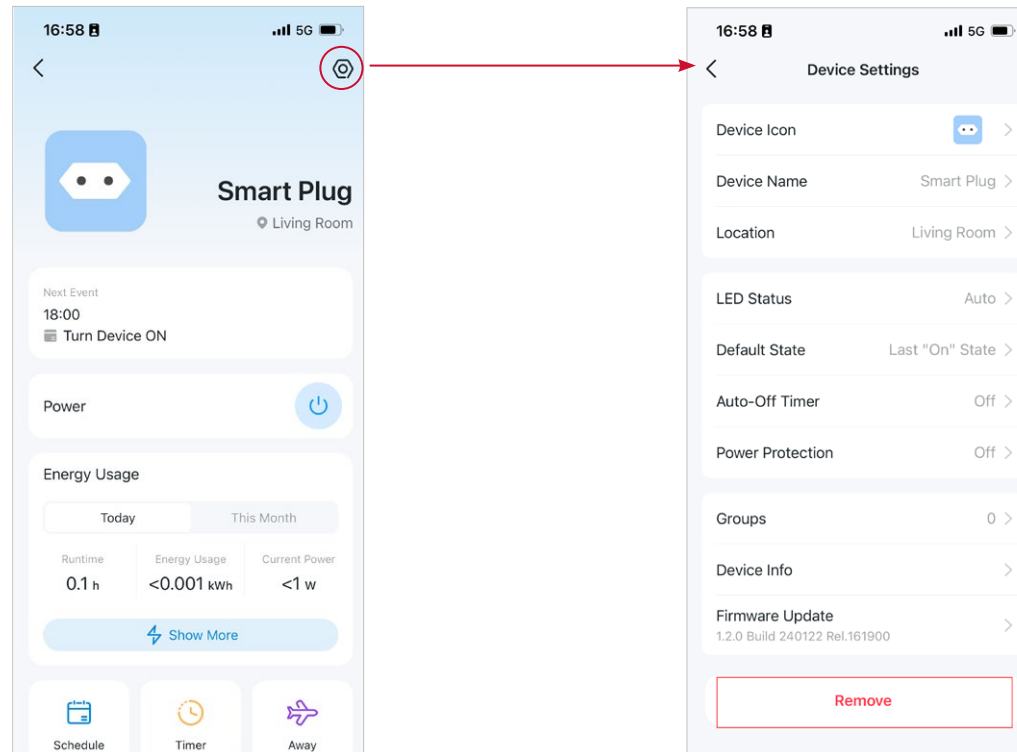 16:58 5G
Smart Plug
Living Room
Next Event
18:00
Turn Device ON
Power
Energy Usage
Today This Month
Runtime Energy Usage Current Power
0.1 h <0.001 kWh <1 w
Show More
Schedule Timer Away
16:58 5G
Device Settings
Device Icon
Device Name Smart Plug
Location Living Room
LED Status Auto
Default State Last "On" State
Auto-Off Timer Off
Power Protection Off
Groups 0
Device Info
Firmware Update
1.2.0 Build 240122 Rel.161900
Remove